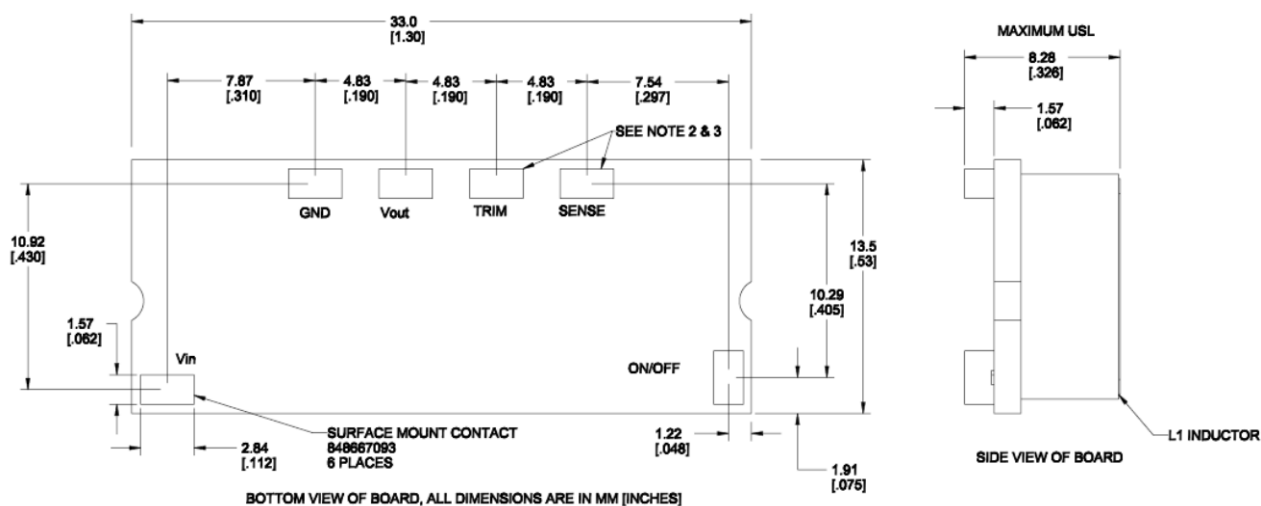 33.0
[1.30]
MAXIMUM USL
8.28
[.326]
7.87
[.310]
4.83
[.190]
4.83
[.190]
4.83
[.190]
7.54
[.297]
1.57
[.062]
SEE NOTE 2 & 3
GND
Vout
TRIM
SENSE
10.92
[.430]
13.5
[.53]
10.29
[.405]
1.57
[.062]
Vin
ON/OFF
SURFACE MOUNT CONTACT
848667093
6 PLACES
2.84
[.112]
1.22
[.048]
1.91
[.075]
L1 INDUCTOR
SIDE VIEW OF BOARD
BOTTOM VIEW OF BOARD, ALL DIMENSIONS ARE IN MM [INCHES]